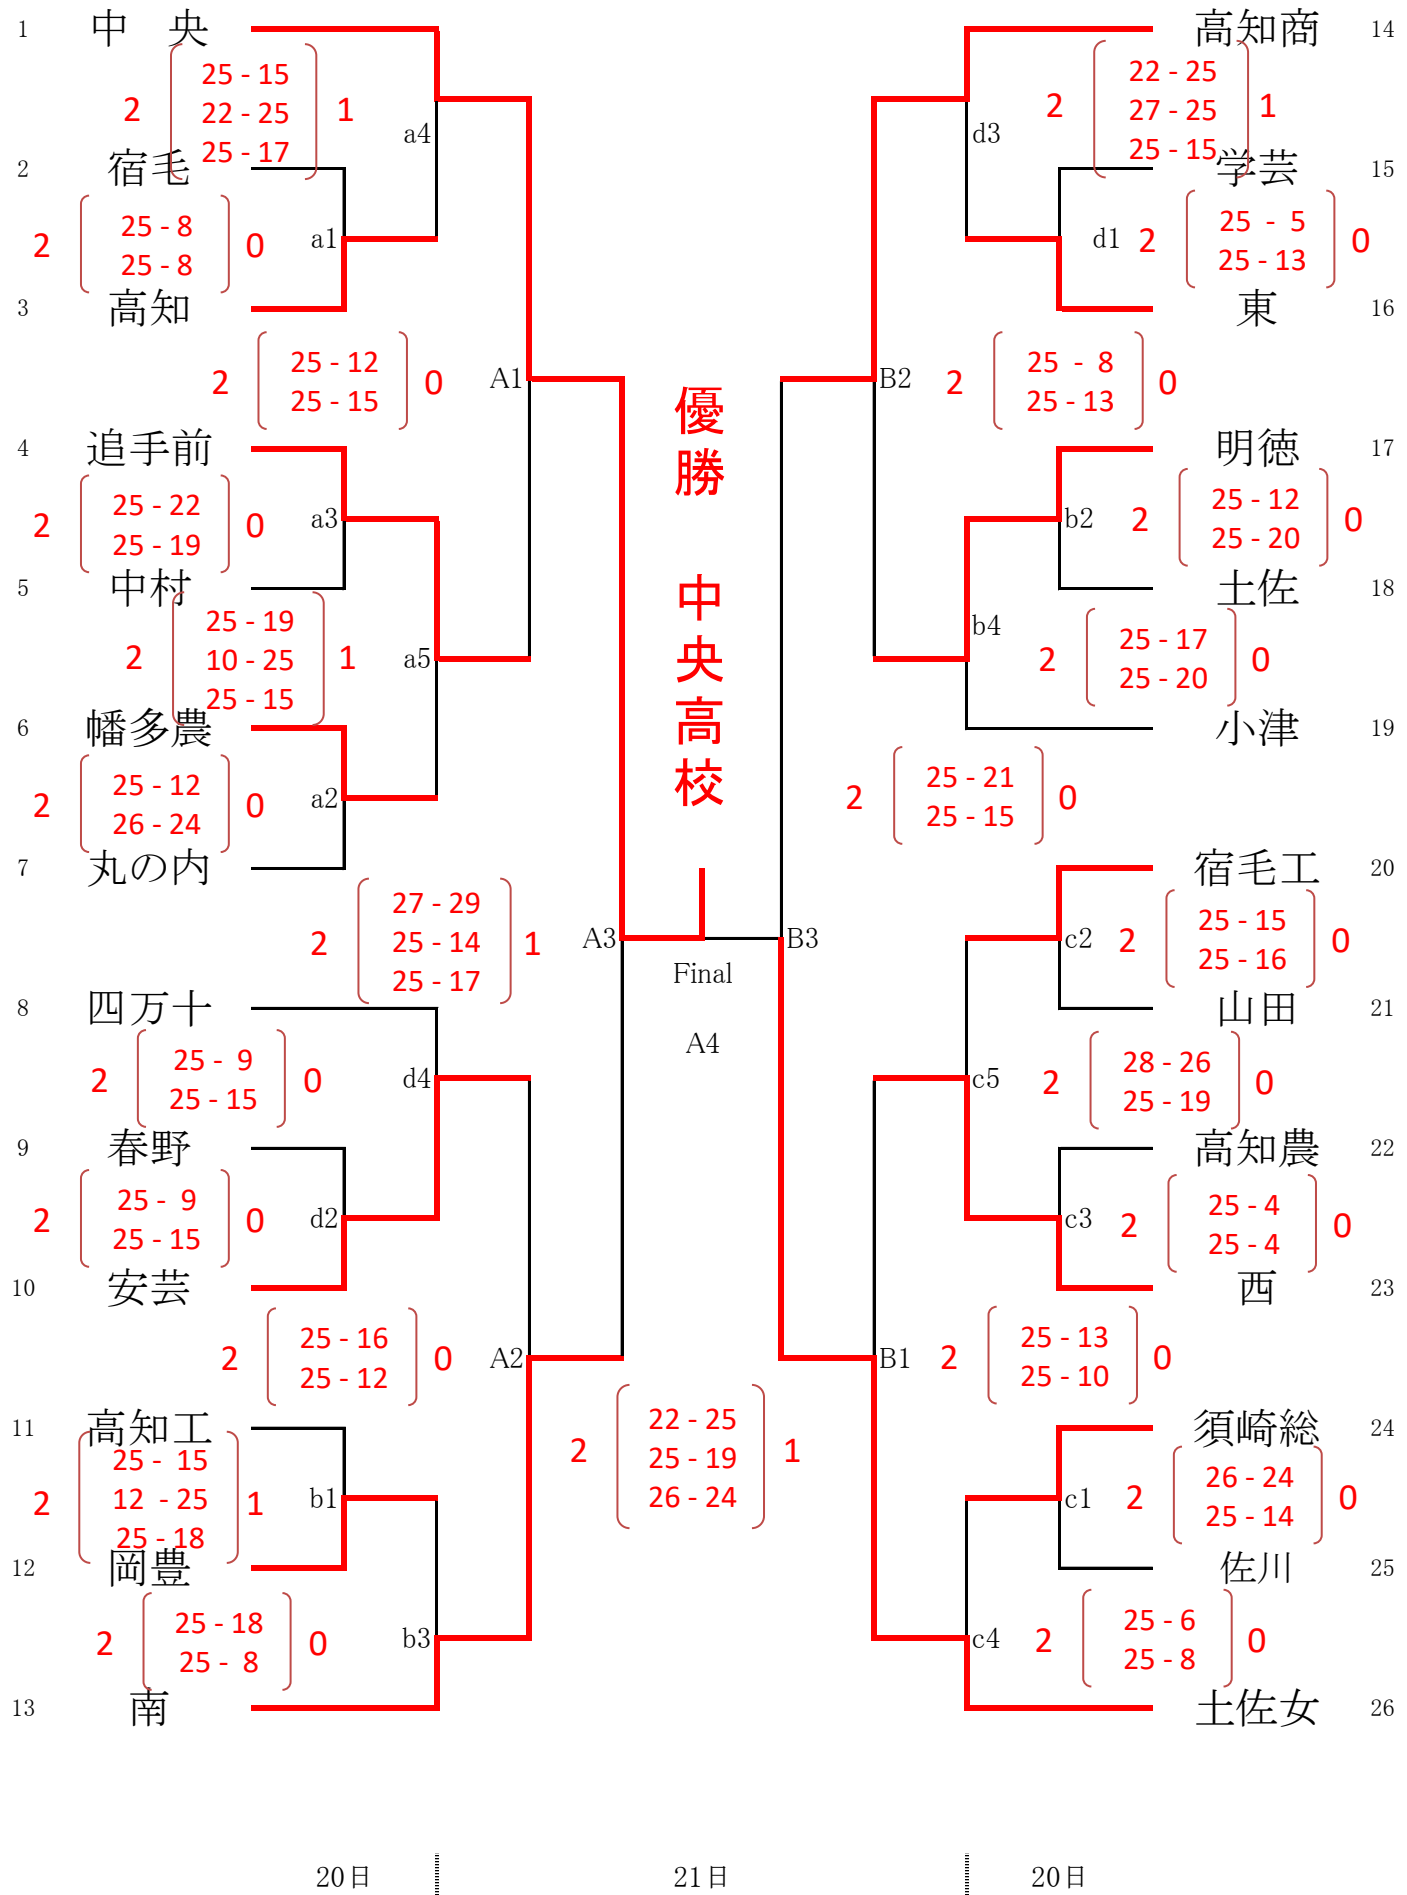 1 中　央
25 - 15
2 22 - 25 1
25 - 17
a4
2 宿毛
25 - 8
2 0
25 - 8
a1
3 高知
25 - 12
2 0
25 - 15
A1
4 追手前
25 - 22
2 0
25 - 19
a3
5 中村
25 - 19
2 10 - 25 1
25 - 15
a5
6 幡多農
25 - 12
2 0
26 - 24
a2
7 丸の内
27 - 29
2 25 - 14 1
25 - 17
A3
8 四万十
25 - 9
2 0
25 - 15
d4
9 春野
25 - 9
2 0
25 - 15
d2
10 安芸
25 - 16
2 0
25 - 12
A2
11 高知工
25 - 15
2 12 - 25 1
25 - 18
b1
12 岡豊
25 - 18
2 0
25 - 8
b3
13 南
優勝　中央高校
Final
A4
22 - 25
2 25 - 19 1
26 - 24
高知商 14
22 - 25
2 27 - 25 1
25 - 15
d3
学芸 15
25 - 5
d1 2 0
25 - 13
東 16
25 - 8
B2 2 0
25 - 13
明徳 17
25 - 12
b2 2 0
25 - 20
土佐 18
b4
25 - 17
2 0
25 - 20
小津 19
25 - 21
2 0
25 - 15
B3
宿毛工 20
25 - 15
c2 2 0
25 - 16
山田 21
28 - 26
c5 2 0
25 - 19
高知農 22
25 - 4
c3 2 0
25 - 4
西 23
25 - 13
B1 2 0
25 - 10
須崎総 24
26 - 24
c1 2 0
25 - 14
佐川 25
25 - 6
c4 2 0
25 - 8
土佐女 26
20日 21日 20日